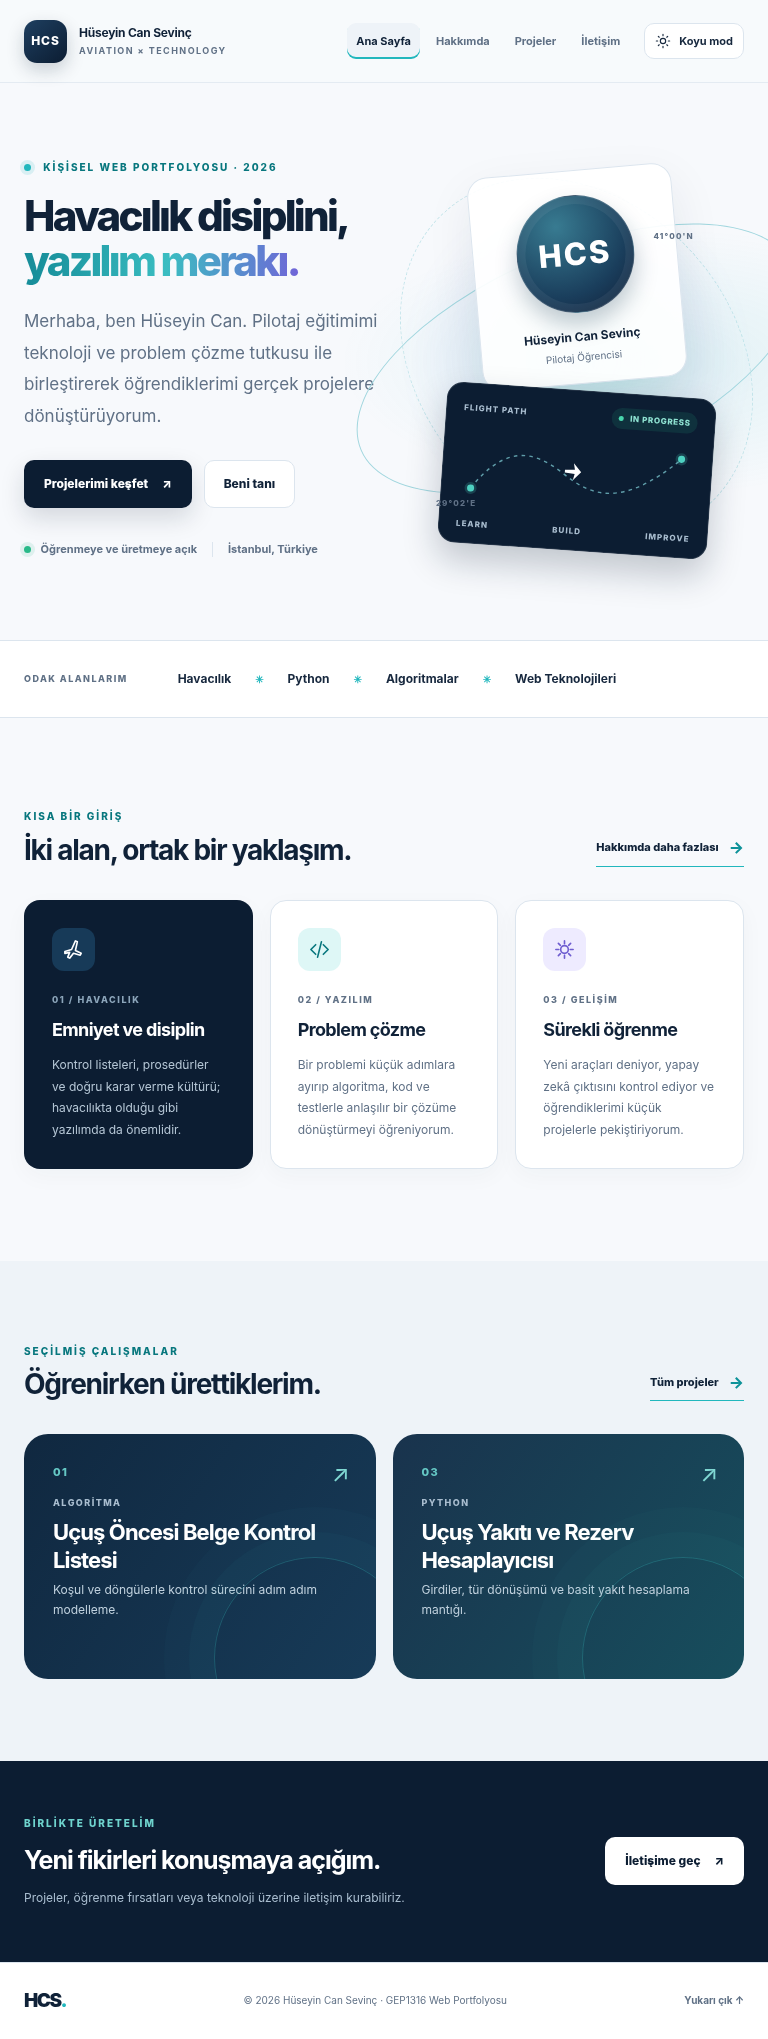 HCS
Hüseyin Can Sevinç
AVIATION × TECHNOLOGY
Ana Sayfa
Hakkımda
Projeler
İletişim
Koyu mod
KİŞİSEL WEB PORTFOLYOSU · 2026
Havacılık disiplini,
yazılım merakı.
Merhaba, ben Hüseyin Can. Pilotaj eğitimimi
teknoloji ve problem çözme tutkusu ile
birleştirerek öğrendiklerimi gerçek projelere
dönüştürüyorum.
Projelerimi keşfet ↗
Beni tanı
Öğrenmeye ve üretmeye açık
İstanbul, Türkiye
HCS
41°00'N
Hüseyin Can Sevinç
Pilotaj Öğrencisi
FLIGHT PATH
IN PROGRESS
29°02'E
LEARN
BUILD
IMPROVE
ODAK ALANLARIM
Havacılık
Python
Algoritmalar
Web Teknolojileri
KISA BİR GİRİŞ
İki alan, ortak bir yaklaşım.
Hakkımda daha fazlası →
01 / HAVACILIK
Emniyet ve disiplin
Kontrol listeleri, prosedürler
ve doğru karar verme kültürü;
havacılıkta olduğu gibi
yazılımda da önemlidir.
02 / YAZILIM
Problem çözme
Bir problemi küçük adımlara
ayırıp algoritma, kod ve
testlerle anlaşılır bir çözüme
dönüştürmeyi öğreniyorum.
03 / GELİŞİM
Sürekli öğrenme
Yeni araçları deniyor, yapay
zekâ çıktısını kontrol ediyor ve
öğrendiklerimi küçük
projelerle pekiştiriyorum.
SEÇİLMİŞ ÇALIŞMALAR
Öğrenirken ürettiklerim.
Tüm projeler →
01
ALGORİTMA
Uçuş Öncesi Belge Kontrol
Listesi
Koşul ve döngülerle kontrol sürecini adım adım
modelleme.
03
PYTHON
Uçuş Yakıtı ve Rezerv
Hesaplayıcısı
Girdiler, tür dönüşümü ve basit yakıt hesaplama
mantığı.
BİRLİKTE ÜRETELİM
Yeni fikirleri konuşmaya açığım.
Projeler, öğrenme fırsatları veya teknoloji üzerine iletişim kurabiliriz.
İletişime geç ↗
HCS.
© 2026 Hüseyin Can Sevinç · GEP1316 Web Portfolyosu
Yukarı çık ↑